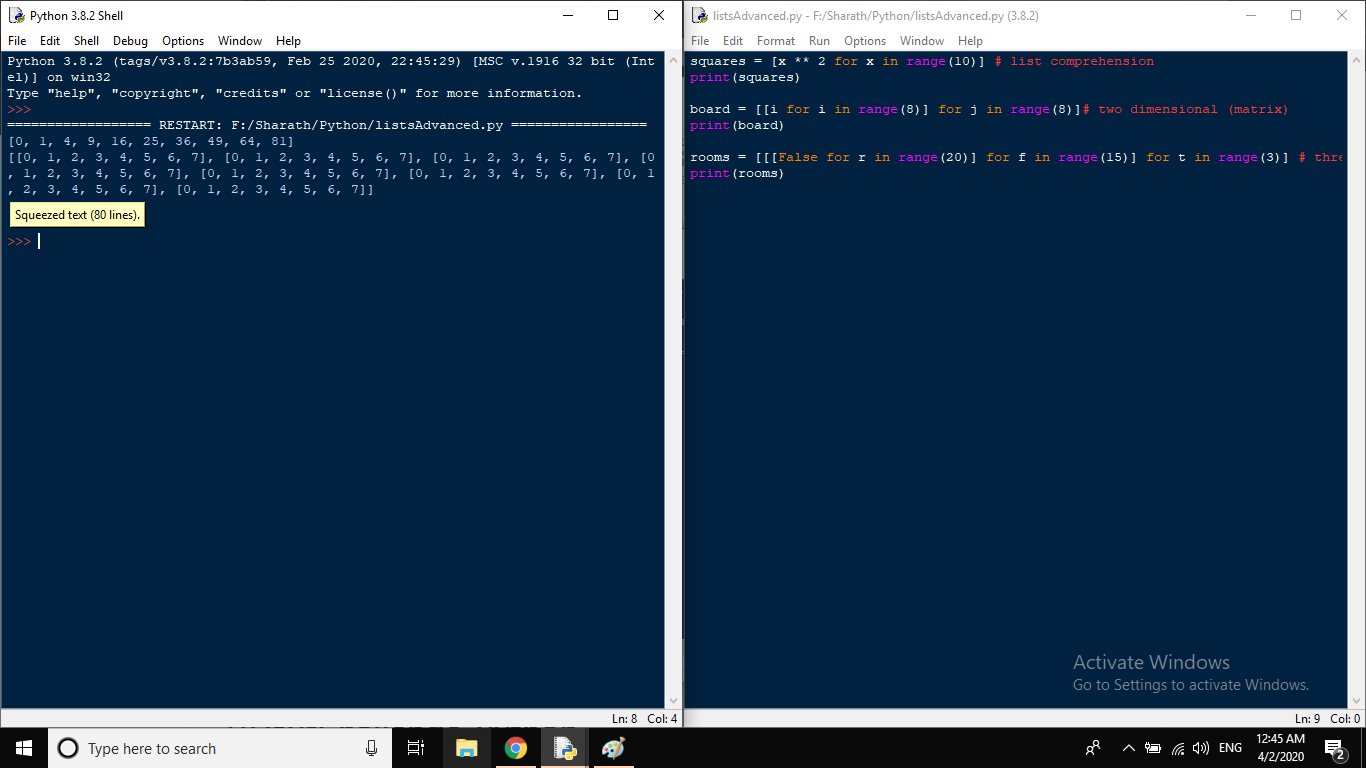 Python 3.8.2 Shell
File Edit Shell Debug Options Window Help
Python 3.8.2 (tags/v3.8.2:7b3ab59, Feb 25 2020, 22:45:29) [MSC v.1916 32 bit (Int
el)] on win32
Type "help", "copyright", "credits" or "license()" for more information.
>>>
================== RESTART: F:/Sharath/Python/listsAdvanced.py =================
[0, 1, 4, 9, 16, 25, 36, 49, 64, 81]
[[0, 1, 2, 3, 4, 5, 6, 7], [0, 1, 2, 3, 4, 5, 6, 7], [0, 1, 2, 3, 4, 5, 6, 7], [0
, 1, 2, 3, 4, 5, 6, 7], [0, 1, 2, 3, 4, 5, 6, 7], [0, 1, 2, 3, 4, 5, 6, 7], [0, 1
, 2, 3, 4, 5, 6, 7], [0, 1, 2, 3, 4, 5, 6, 7]]
Squeezed text (80 lines).
>>>
Ln: 8 Col: 4
listsAdvanced.py - F:/Sharath/Python/listsAdvanced.py (3.8.2)
File Edit Format Run Options Window Help
squares = [x ** 2 for x in range(10)] # list comprehension
print(squares)
board = [[i for i in range(8)] for j in range(8)]# two dimensional (matrix)
print(board)
rooms = [[[False for r in range(20)] for f in range(15)] for t in range(3)] # thre
print(rooms)
Activate Windows
Go to Settings to activate Windows.
Ln: 9 Col: 0
Type here to search
ENG
12:45 AM
4/2/2020
2